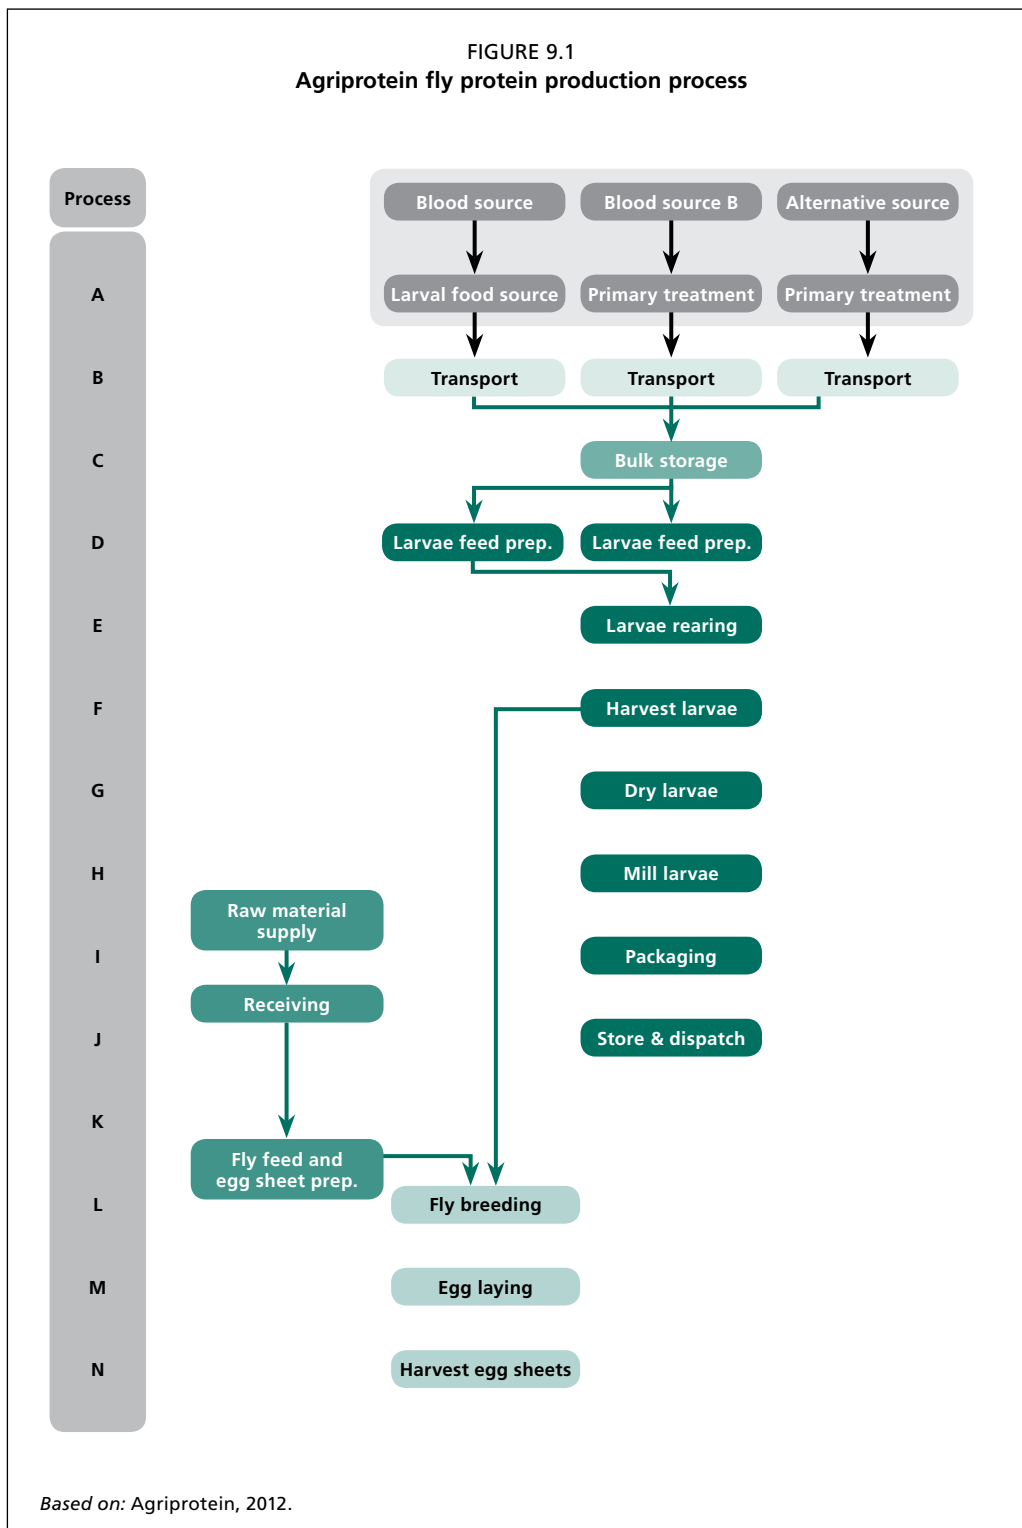 FIGURE 9.1
Agriprotein fly protein production process
Process
Blood source
Blood source B
Alternative source
A
Larval food source
Primary treatment
Primary treatment
B
Transport
Transport
Transport
C
Bulk storage
D
Larvae feed prep.
Larvae feed prep.
E
Larvae rearing
F
Harvest larvae
G
Dry larvae
H
Mill larvae
Raw material
supply
I
Packaging
Receiving
J
Store & dispatch
K
Fly feed and
egg sheet prep.
L
Fly breeding
M
Egg laying
N
Harvest egg sheets
Based on: Agriprotein, 2012.